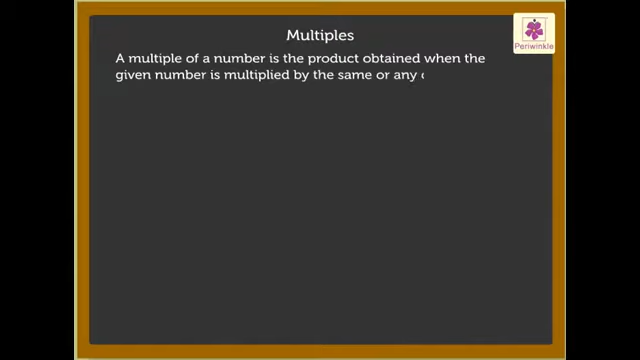 Multiples
Periwinkle
A multiple of a number is the product obtained when the
given number is multiplied by the same or any